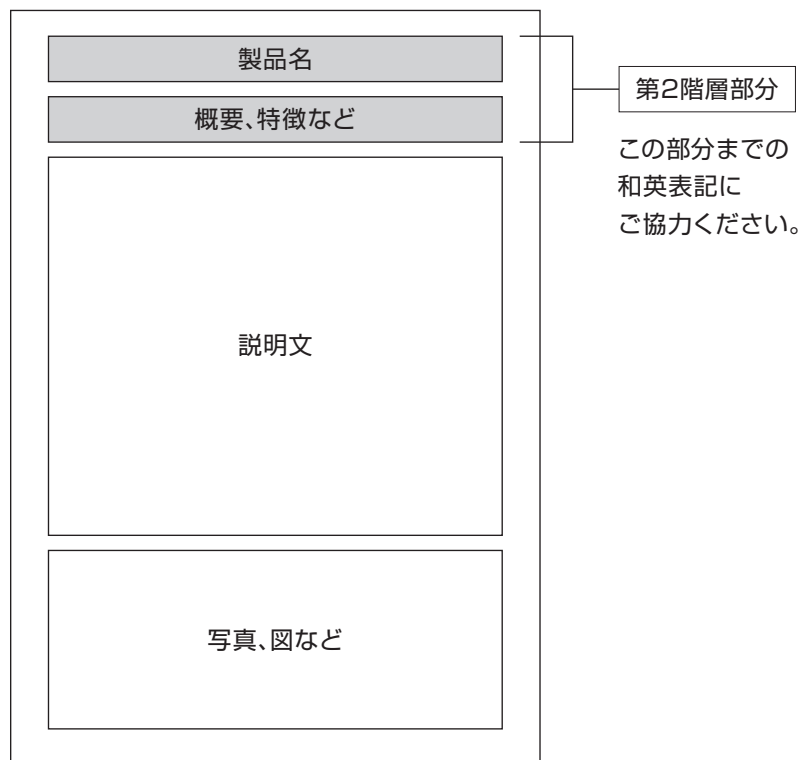 製品名
概要、特徴など
説明文
写真、図など
第2階層部分
この部分までの
和英表記に
ご協力ください。